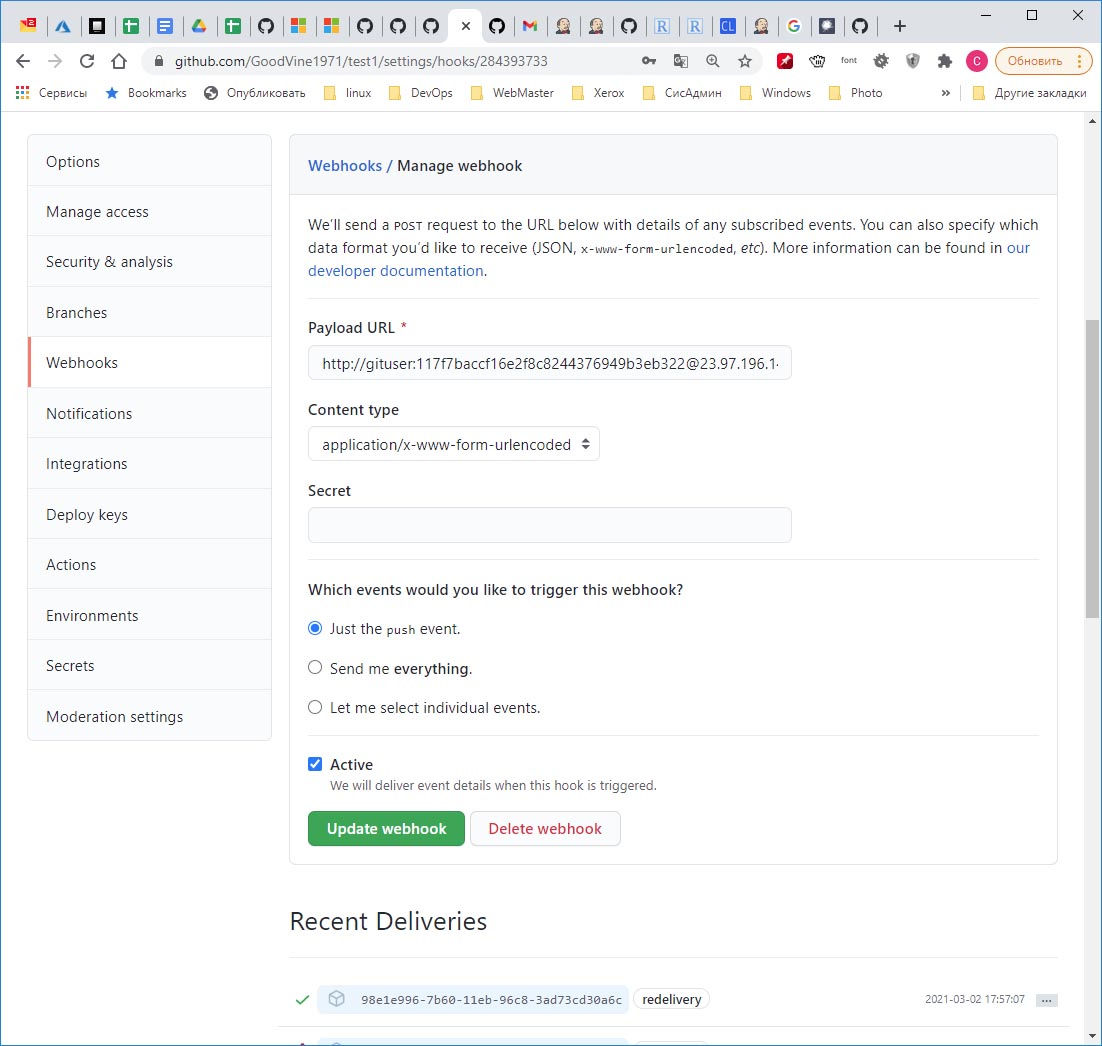 github.com/GoodVine1971/test1/settings/hooks/284393733
font
C
Обновить
Сервисы
Bookmarks
Опубликовать
linux
DevOps
WebMaster
Xerox
СисАдмин
Windows
Photo
»
Другие закладки
Options
Manage access
Security & analysis
Branches
Webhooks
Notifications
Integrations
Deploy keys
Actions
Environments
Secrets
Moderation settings
Webhooks / Manage webhook
We'll send a POST request to the URL below with details of any subscribed events. You can also specify which
data format you'd like to receive (JSON, x-www-form-urlencoded, etc). More information can be found in our
developer documentation.
Payload URL *
http://gituser:117f7baccf16e2f8c8244376949b3eb322@23.97.196.1
Content type
application/x-www-form-urlencoded
Secret
Which events would you like to trigger this webhook?
Just the push event.
Send me everything.
Let me select individual events.
Active
We will deliver event details when this hook is triggered.
Update webhook
Delete webhook
Recent Deliveries
98e1e996-7b60-11eb-96c8-3ad73cd30a6c redelivery 2021-03-02 17:57:07 ...